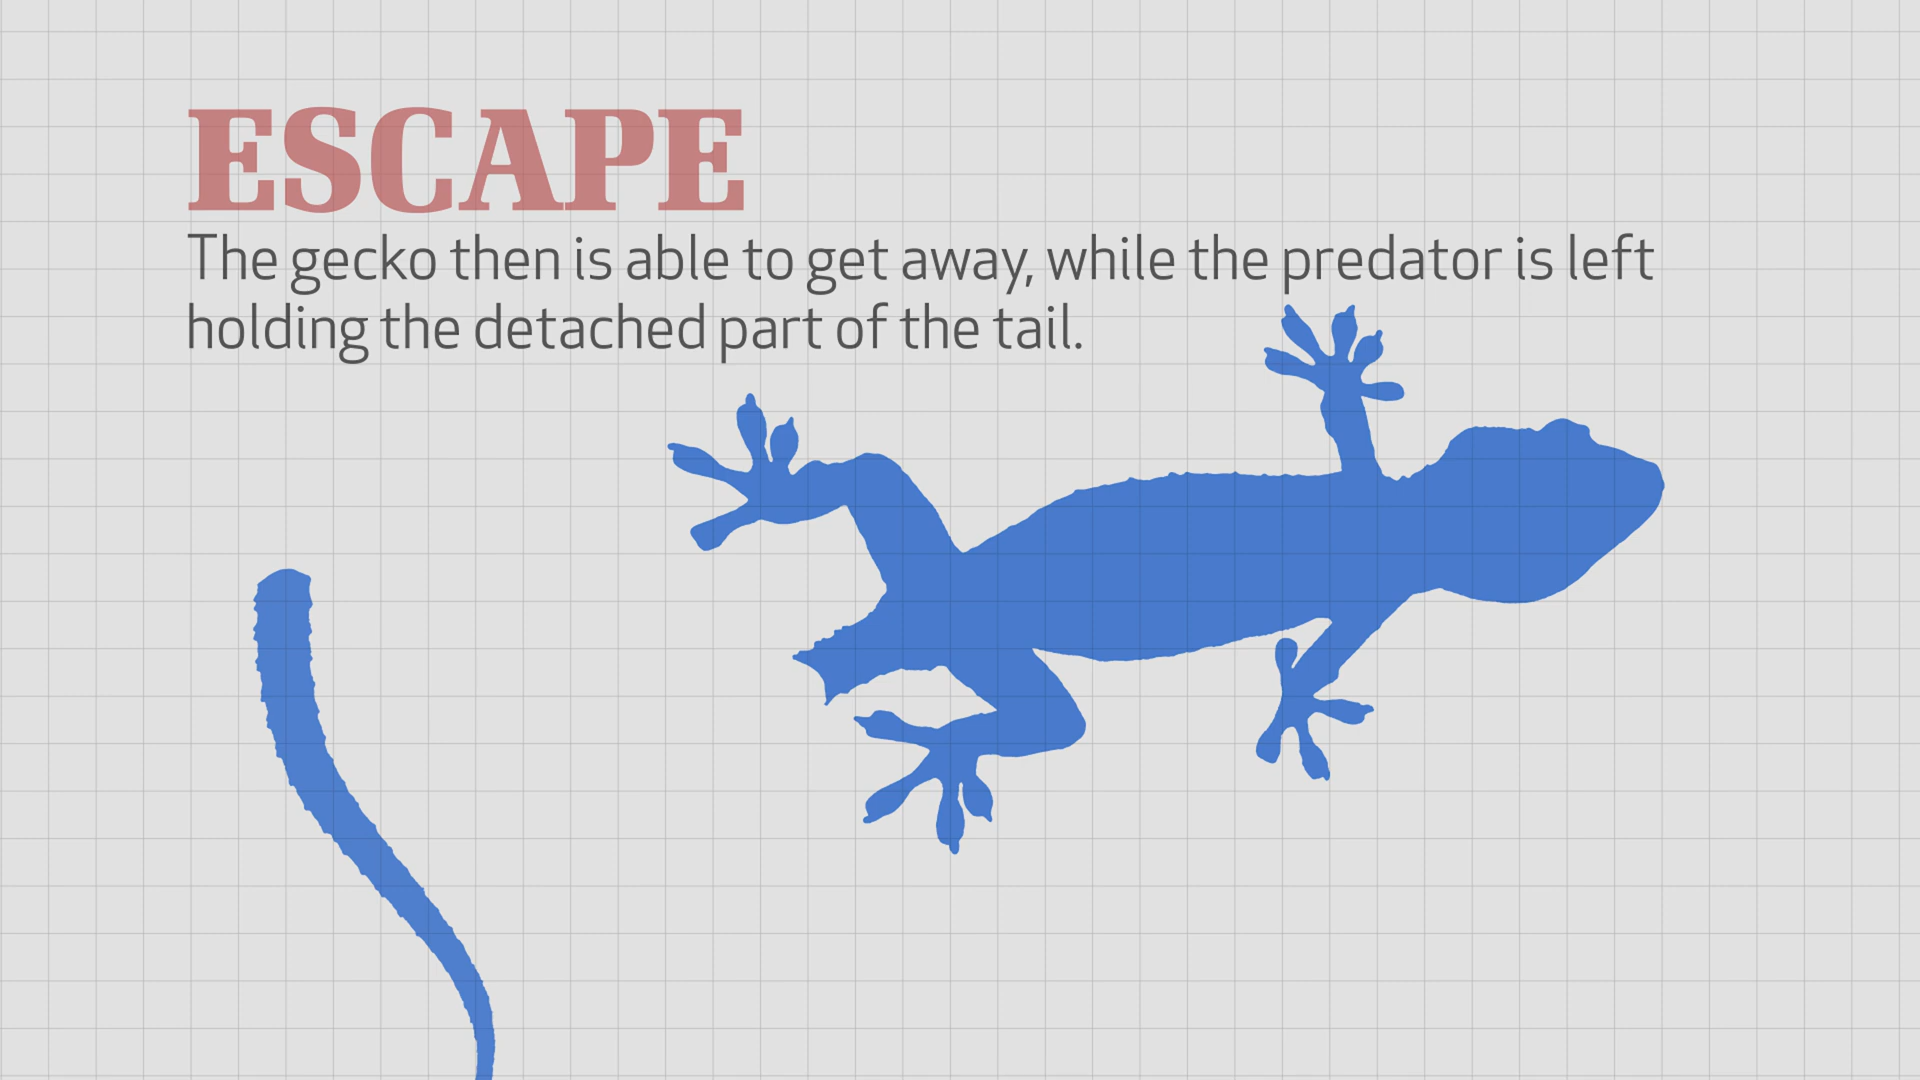 ESCAPE
The gecko then is able to get away, while the predator is left
holding the detached part of the tail.